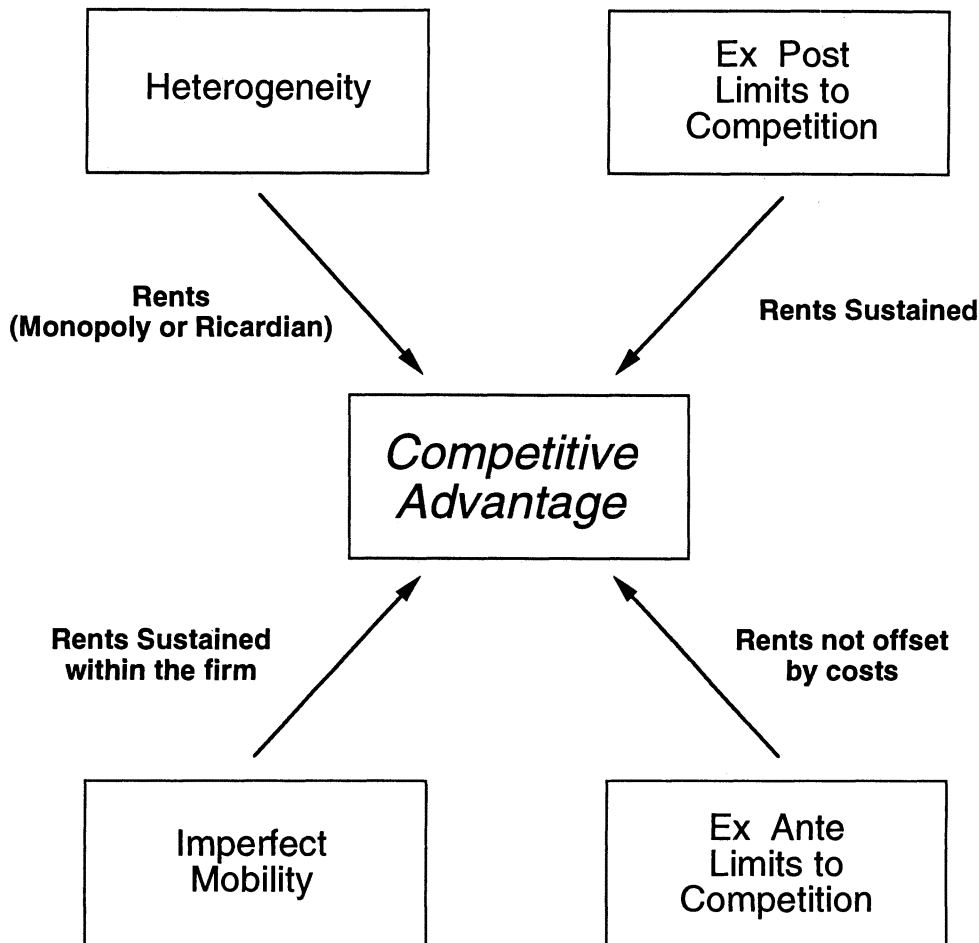 Heterogeneity
Ex Post
Limits to
Competition
Rents
(Monopoly or Ricardian)
Rents Sustained
Competitive
Advantage
Rents Sustained
within the firm
Rents not offset
by costs
Imperfect
Mobility
Ex Ante
Limits to
Competition